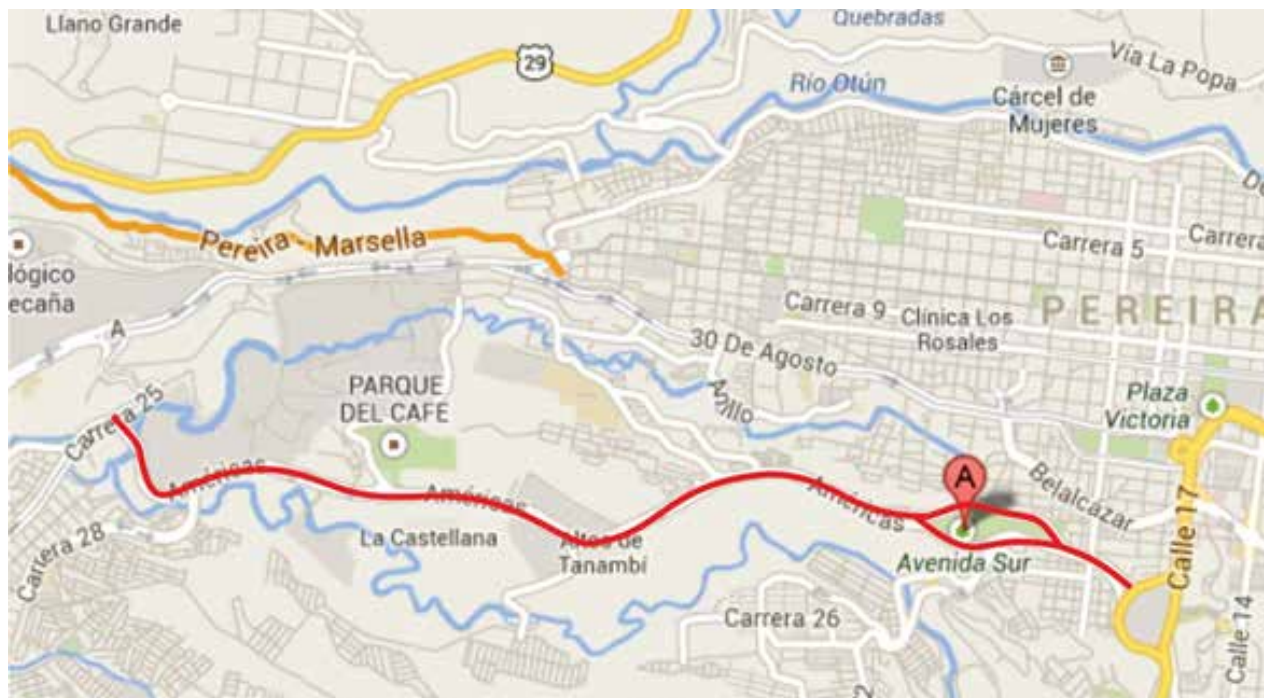 Llano Grande
Quebradas
29
Vía La Popa
Río Otún
Cárcel de
Mujeres
Pereira - Marsella
Carrera 5
Carrera
lógico
ecaña
A
Carrera 9
Clínica Los
Rosales
PEREIRA
30 De Agosto
PARQUE
DEL CAFE
Plaza
Victoria
Carrera 25
Américas
Américas
Américas
A
Belalcazar
Calle 17
Carrera 28
La Castellana
Altos de
Tanambí
Avenida Sur
Carrera 26
Calle 14